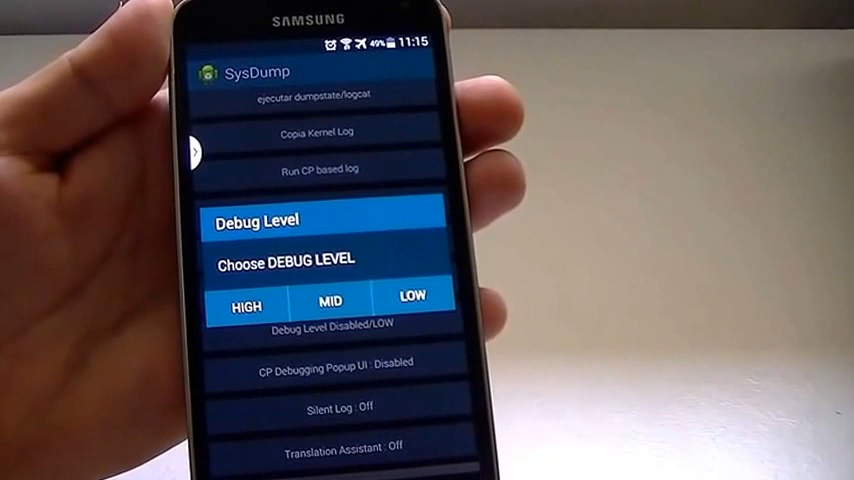 SAMSUNG
49% 11:15
SysDump
ejecutar dumpstate/logcat
Copia Kernel Log
Run CP based log
Debug Level
Choose DEBUG LEVEL
HIGH MID LOW
Debug Level Disabled/LOW
CP Debugging Popup UI : Disabled
Silent Log : Off
Translation Assistant : Off